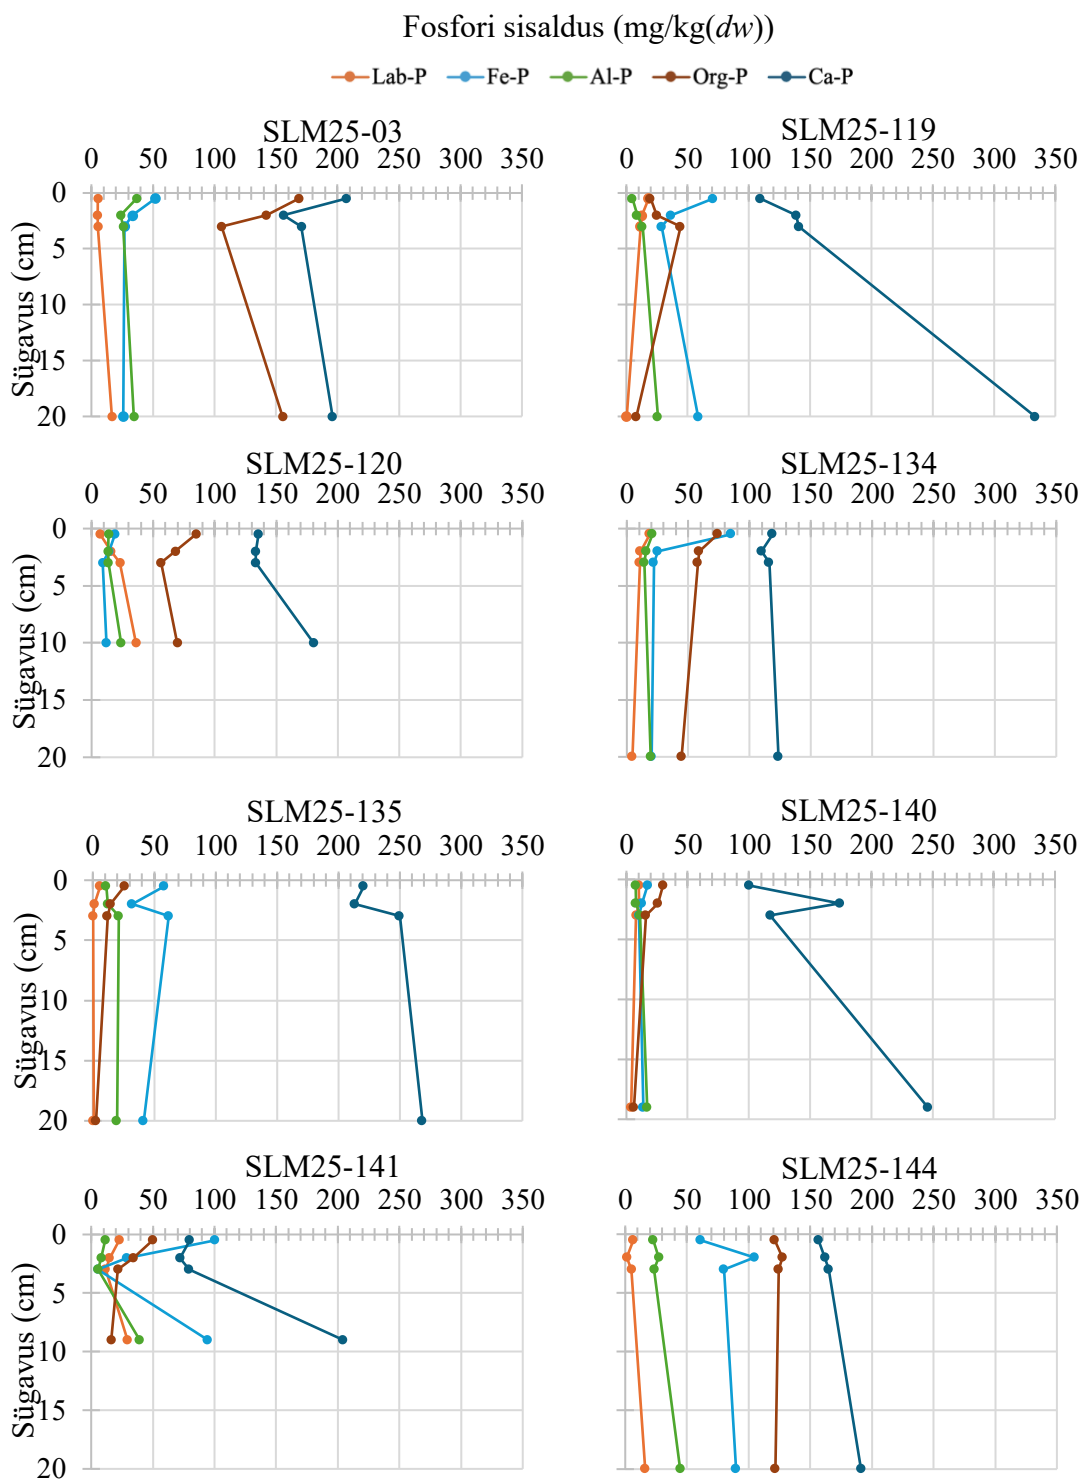 Fosfori sisaldus (mg/kg(dw))
Lab-P Fe-P Al-P Org-P Ca-P
SLM25-03
0 50 100 150 200 250 300 350
0
5
10
15
20
Sügavus (cm)
SLM25-119
0 50 100 150 200 250 300 350
SLM25-120
0 50 100 150 200 250 300 350
0
5
10
15
20
Sügavus (cm)
SLM25-134
0 50 100 150 200 250 300 350
SLM25-135
0 50 100 150 200 250 300 350
0
5
10
15
20
Sügavus (cm)
SLM25-140
0 50 100 150 200 250 300 350
SLM25-141
0 50 100 150 200 250 300 350
0
5
10
15
20
Sügavus (cm)
SLM25-144
0 50 100 150 200 250 300 350